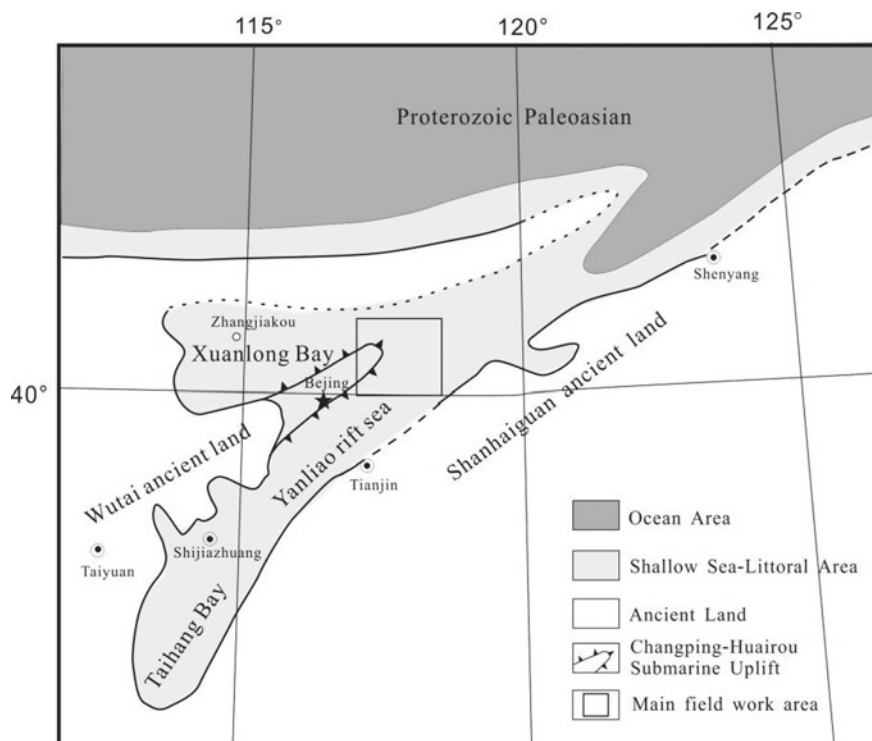 115°
120°
125°
Proterozoic Paleoasian
Shenyang
Zhangjiakou
Xuanlong Bay
40°
Bejing
Shanhaiguan ancient land
Wutai ancient land
Yanliao rift sea
Tianjin
Shijiazhuang
Taiyuan
Taihang Bay
Ocean Area
Shallow Sea-Littoral Area
Ancient Land
Changping-Huairou
Submarine Uplift
Main field work area